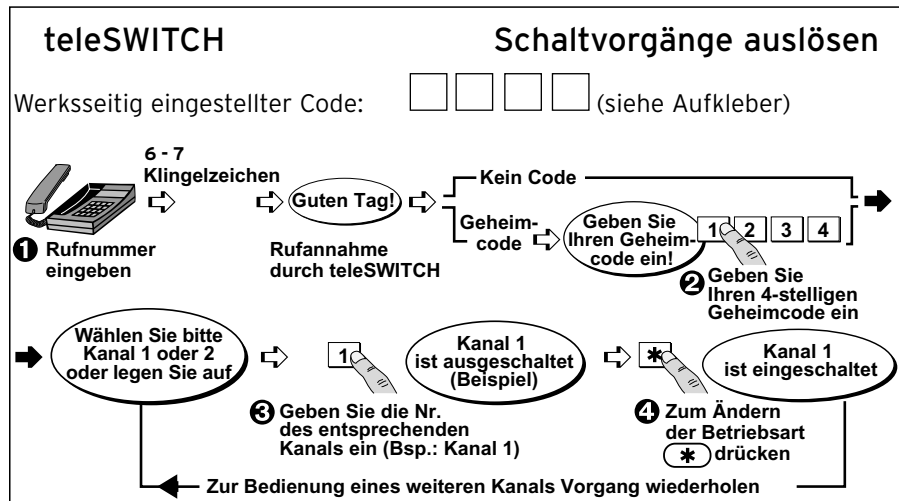 teleSWITCH Schaltvorgänge auslösen
Werksseitig eingestellter Code: (siehe Aufkleber)
6 - 7
Klingelzeichen
Guten Tag!
Kein Code
Geheim-
code
Geben Sie
Ihren Geheim-
code ein!
1 2 3 4
1 Rufnummer
eingeben
Rufannahme
durch teleSWITCH
2 Geben Sie
Ihren 4-stelligen
Geheimcode ein
Wählen Sie bitte
Kanal 1 oder 2
oder legen Sie auf
1
Kanal 1
ist ausgeschaltet
(Beispiel)
*
Kanal 1
ist eingeschaltet
3 Geben Sie die Nr.
des entsprechenden
Kanals ein (Bsp.: Kanal 1)
4 Zum Ändern
der Betriebsart
* drücken
Zur Bedienung eines weiteren Kanals Vorgang wiederholen